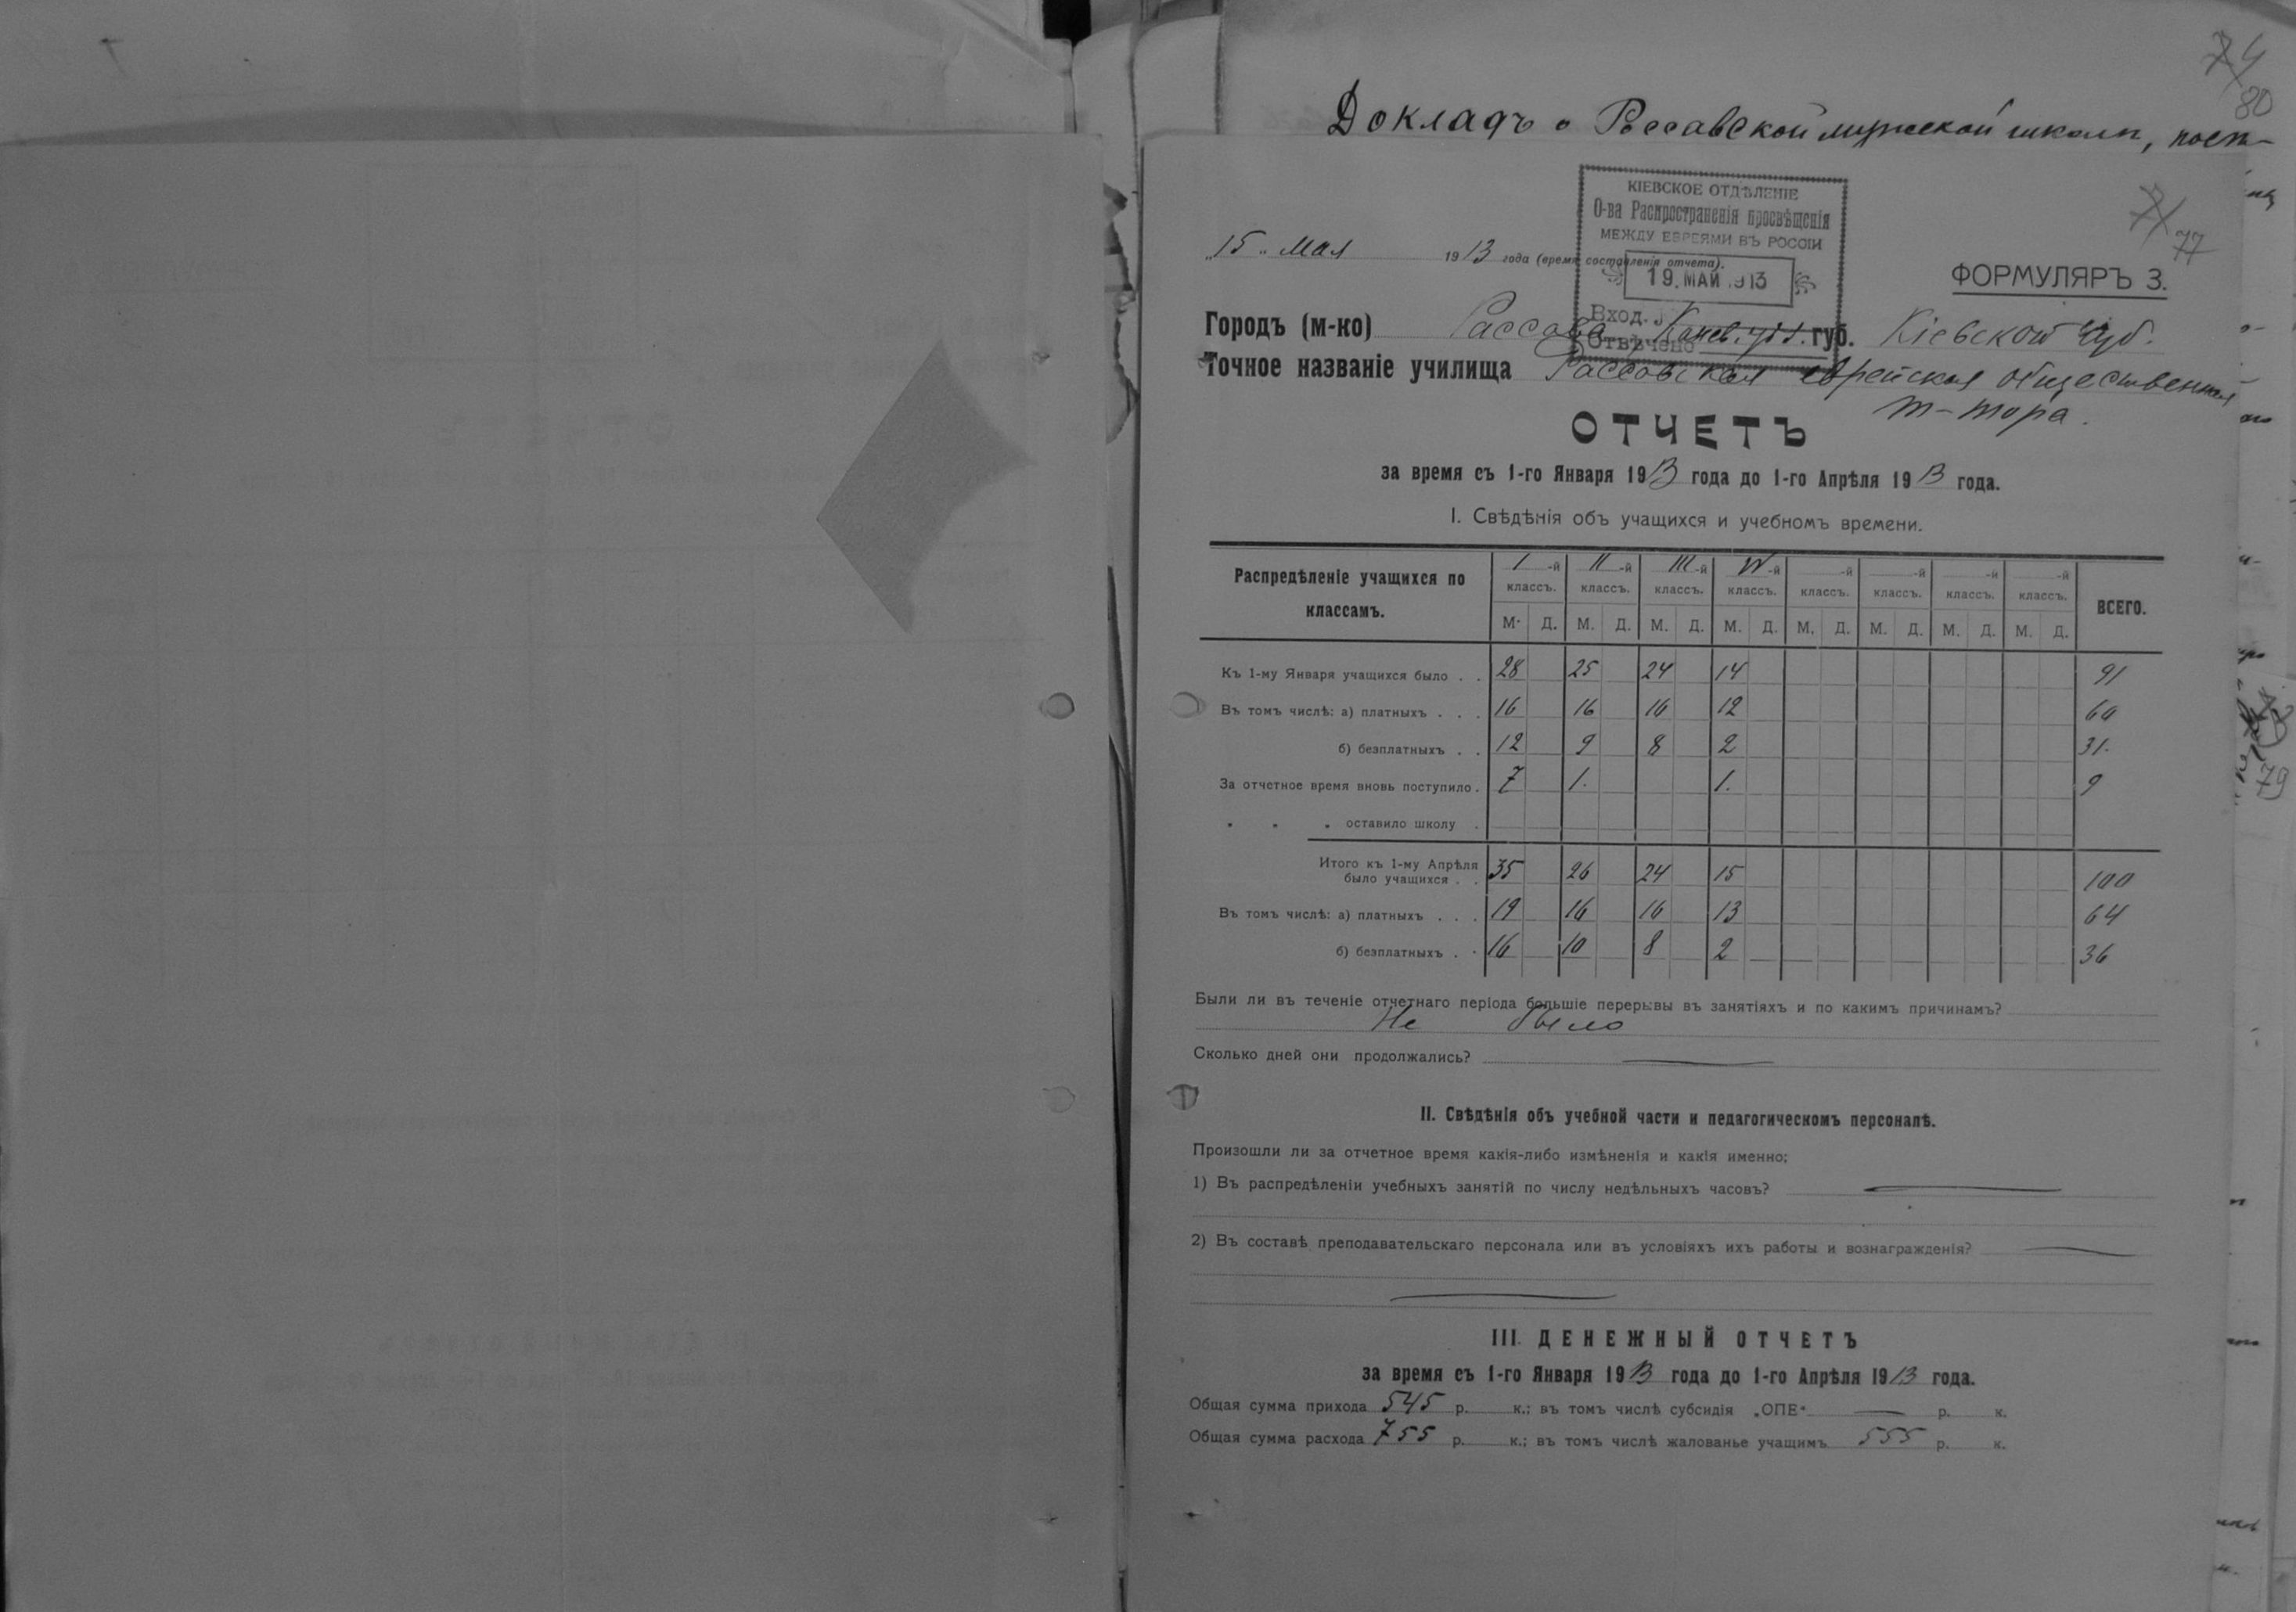 74
80
Докладъ о Россавской мужской школѣ, пост-
КІЕВСКОЕ ОТДѢЛЕНІЕ
О-ва Распространенія просвѣщенія
МЕЖДУ ЕВРЕЯМИ ВЪ РОССІИ
19. МАЙ 1913
Вход.
Отвѣчено
77
„15„ Мая 1913 года (время составленія отчета).
ФОРМУЛЯРЪ 3.
Городъ (м-ко) Россава, Канев. уѣз. губ. Кіевской губ.
Точное названіе училища Россавская еврейская общественная
т-тора.
ОТЧЕТЪ
за время съ 1-го Января 1913 года до 1-го Апрѣля 1913 года.
I. Свѣдѣнія объ учащихся и учебномъ времени.
Распредѣленіе учащихся по классамъ. I-й классъ. II-й классъ. III-й классъ. IV-й классъ. -й классъ. -й классъ. -й классъ. -й классъ. ВСЕГО.
М. Д. М. Д. М. Д. М. Д. М. Д. М. Д. М. Д. М. Д.
Къ 1-му Января учащихся было . . 28 25 24 14 91
Въ томъ числѣ: а) платныхъ . . . 16 16 16 12 60
б) безплатныхъ . . 12 9 8 2 31.
За отчетное время вновь поступило . 7 1. 1. 9
„ „ „ оставило школу .
Итого къ 1-му Апрѣля
было учащихся . . 35 26 24 15 100
Въ томъ числѣ: а) платныхъ . . . 19 16 16 13 64
б) безплатныхъ . . 16 10 8 2 36
Были ли въ теченіе отчетнаго періода большіе перерывы въ занятіяхъ и по какимъ причинамъ?
Не было
Сколько дней они продолжались? —
II. Свѣдѣнія объ учебной части и педагогическомъ персоналѣ.
Произошли ли за отчетное время какія-либо измѣненія и какія именно;
1) Въ распредѣленіи учебныхъ занятій по числу недѣльныхъ часовъ? —
2) Въ составѣ преподавательскаго персонала или въ условіяхъ ихъ работы и вознагражденія? —
—
III. ДЕНЕЖНЫЙ ОТЧЕТЪ
за время съ 1-го Января 1913 года до 1-го Апрѣля 1913 года.
Общая сумма прихода 545 р. к.; въ томъ числѣ субсидія „ОПЕ“ — р. к.
Общая сумма расхода 755 р. к.; въ томъ числѣ жалованье учащимъ 555 р. к.
79